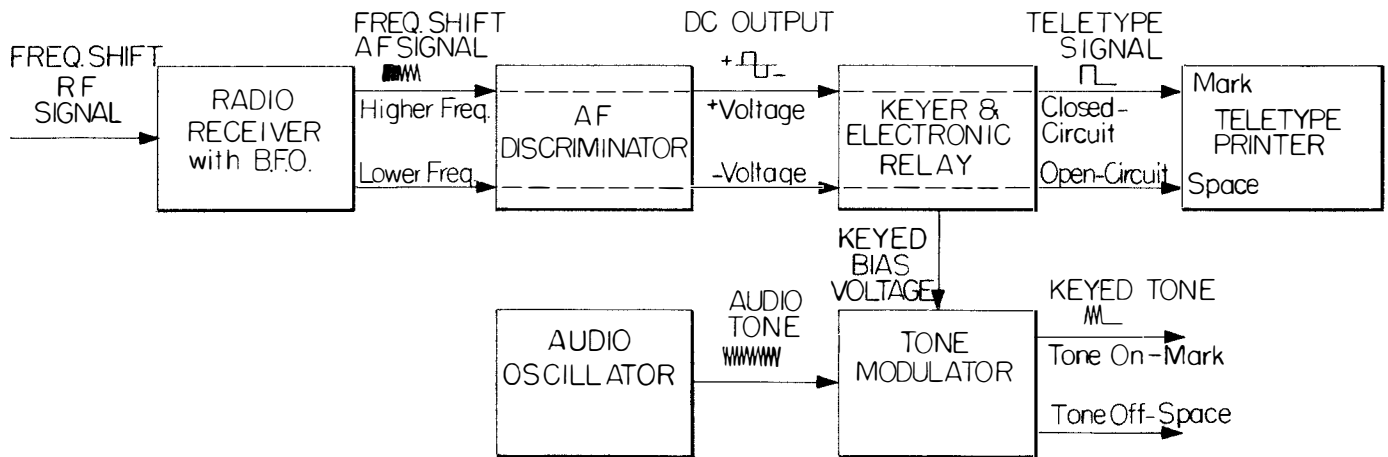 FREQ. SHIFT
RF
SIGNAL
RADIO
RECEIVER
with B.F.O.
FREQ. SHIFT
AF SIGNAL
Higher Freq.
Lower Freq.
AF
DISCRIMINATOR
DC OUTPUT
+ –
+Voltage
–Voltage
KEYER &
ELECTRONIC
RELAY
TELETYPE
SIGNAL
Closed–
Circuit
Open–Circuit
Mark
TELETYPE
PRINTER
Space
KEYED
BIAS
VOLTAGE
AUDIO
OSCILLATOR
AUDIO
TONE
TONE
MODULATOR
KEYED TONE
Tone On–Mark
Tone Off–Space